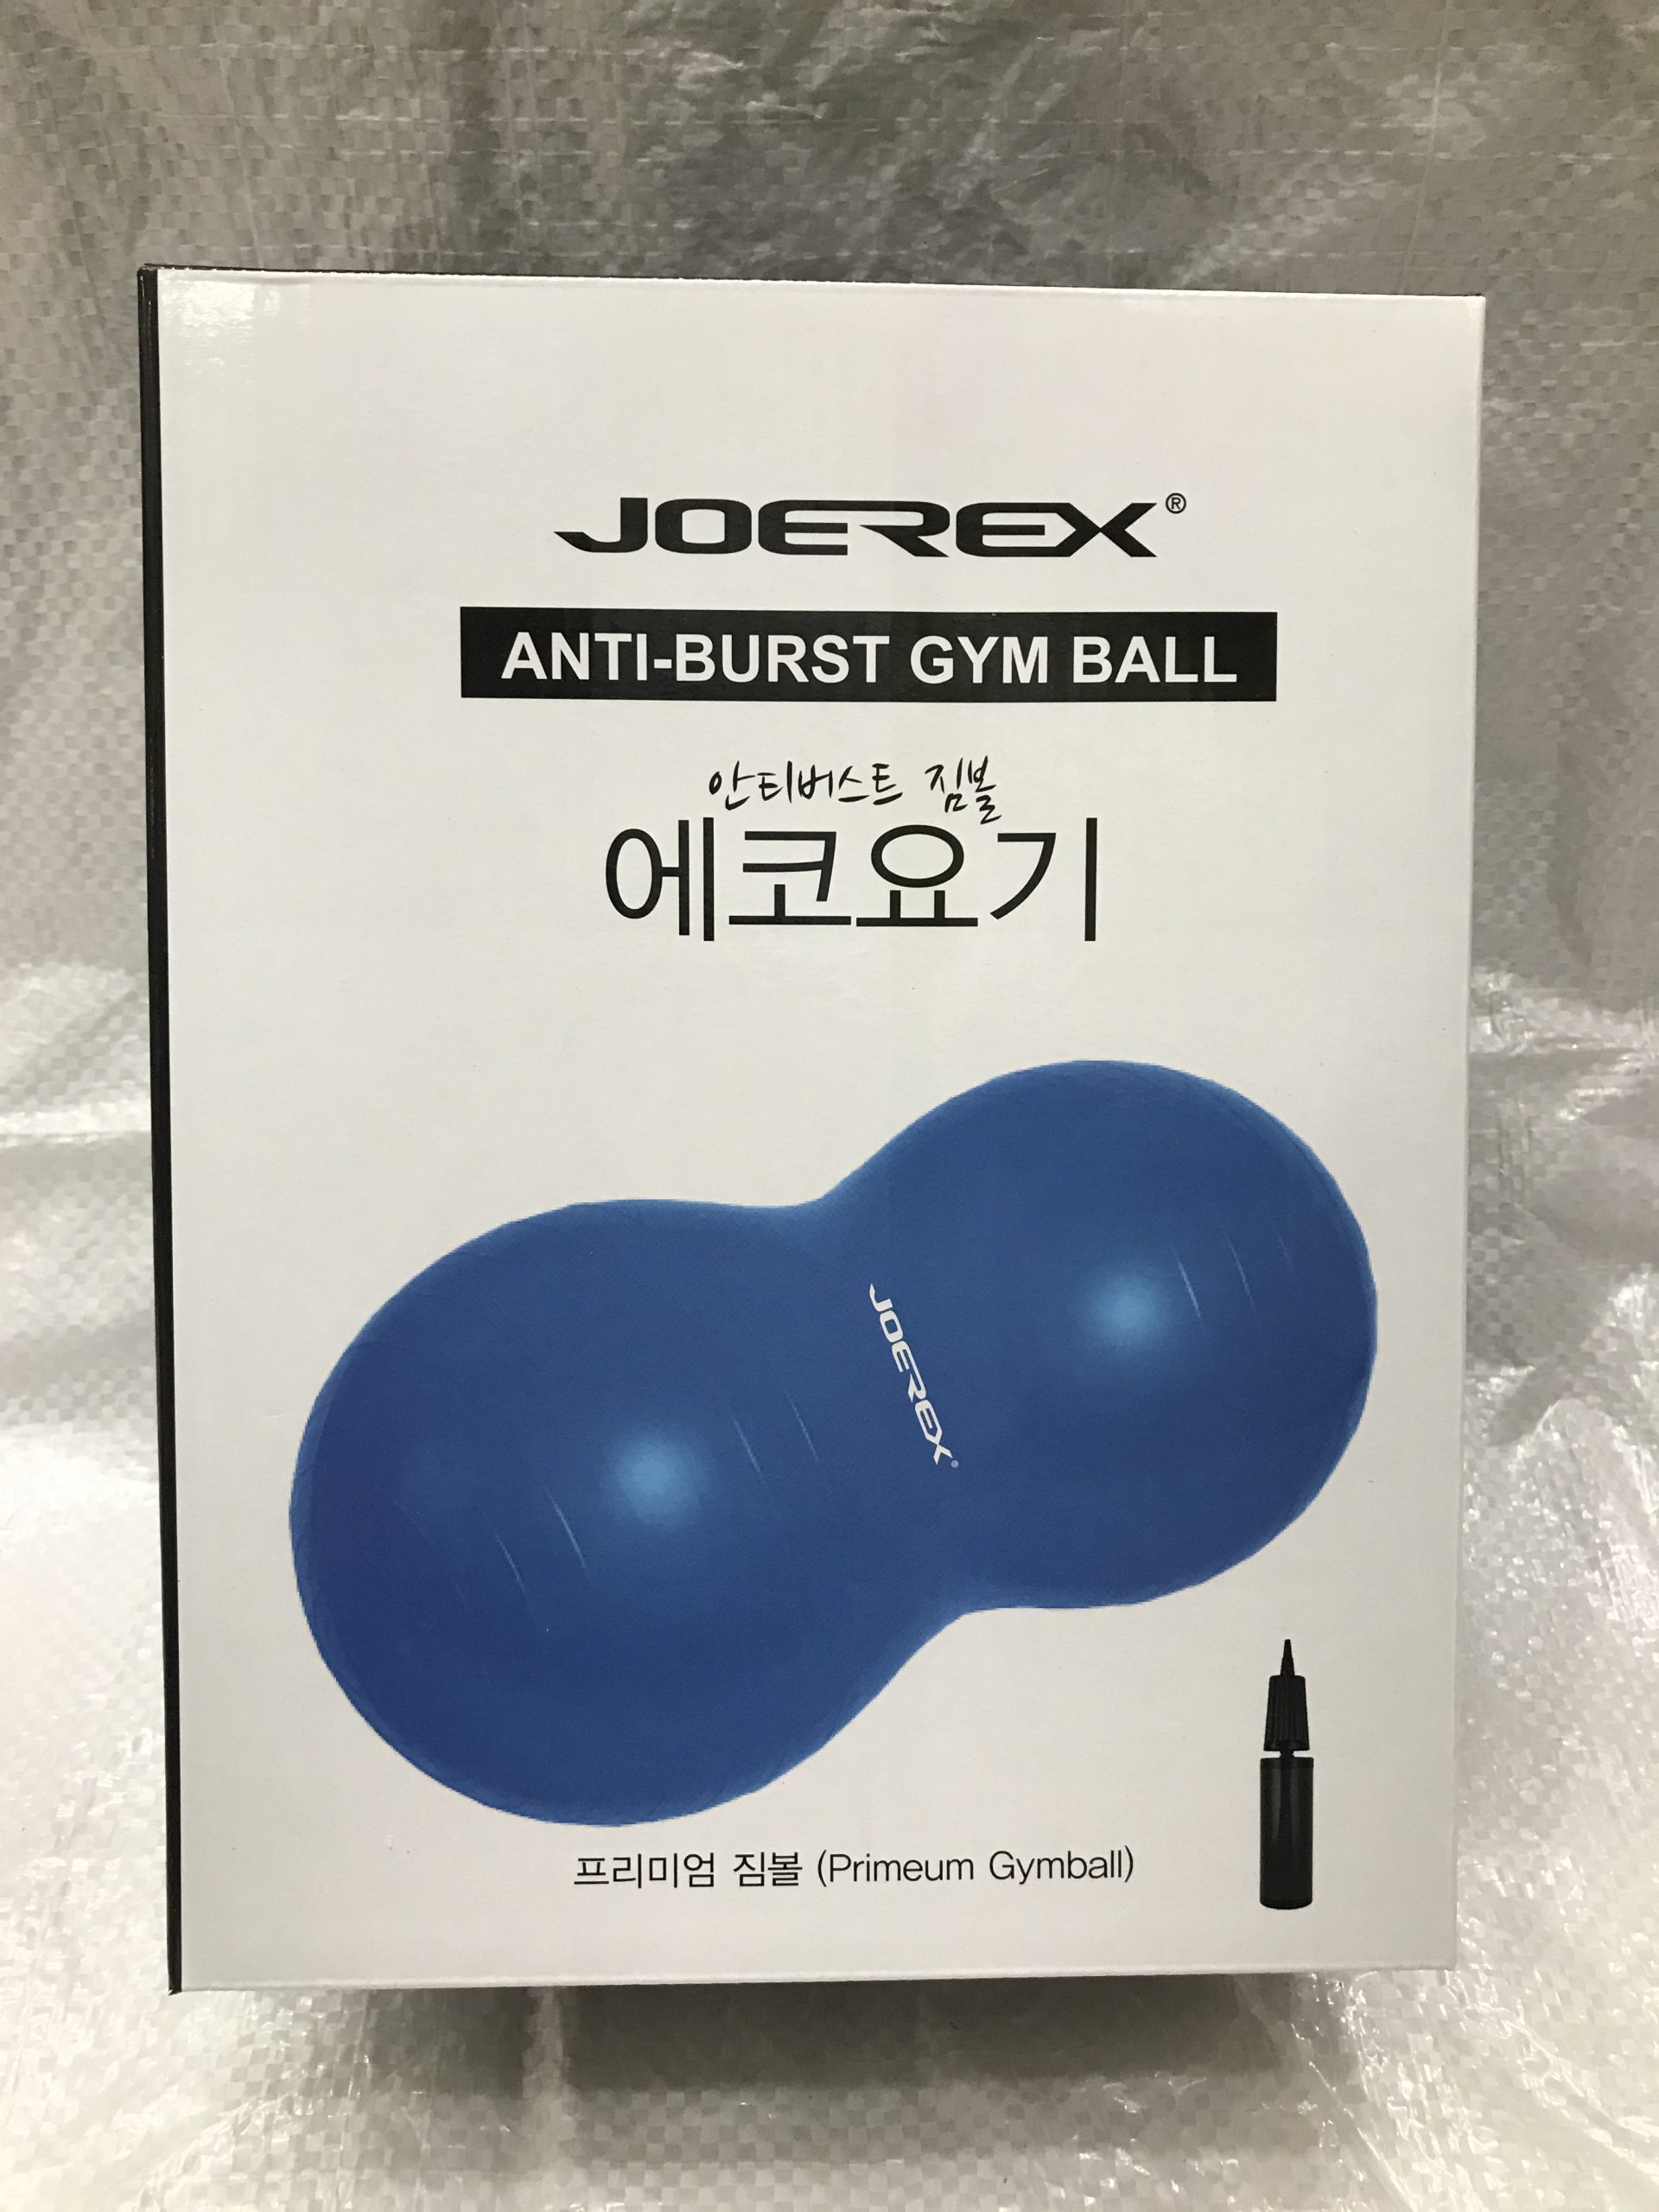 JOEREX®
ANTI-BURST GYM BALL
안티버스트 짐볼
에코요기
JOEREX®
프리미엄 짐볼 (Primeum Gymball)